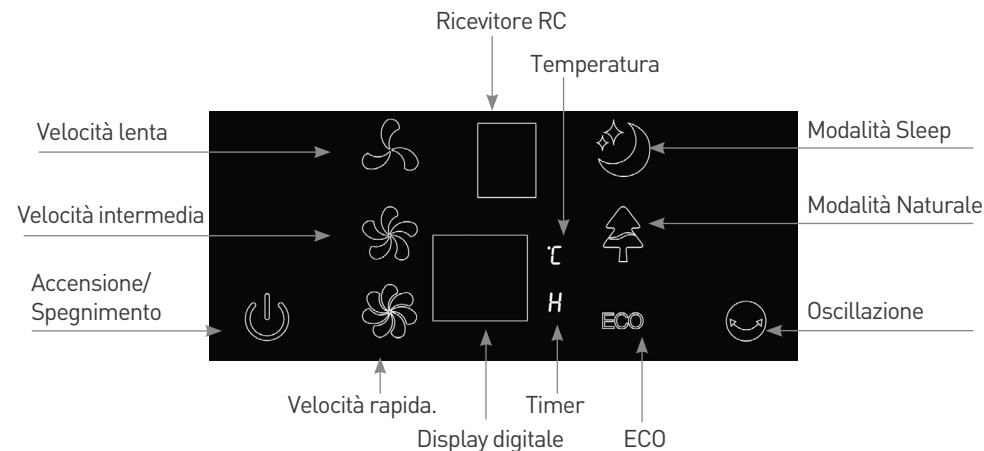 Ricevitore RC
Temperatura
Velocità lenta
Modalità Sleep
Velocità intermedia
Modalità Naturale
°C
Accensione/
Spegnimento
H
ECO
Oscillazione
Velocità rapida.
Timer
Display digitale
ECO